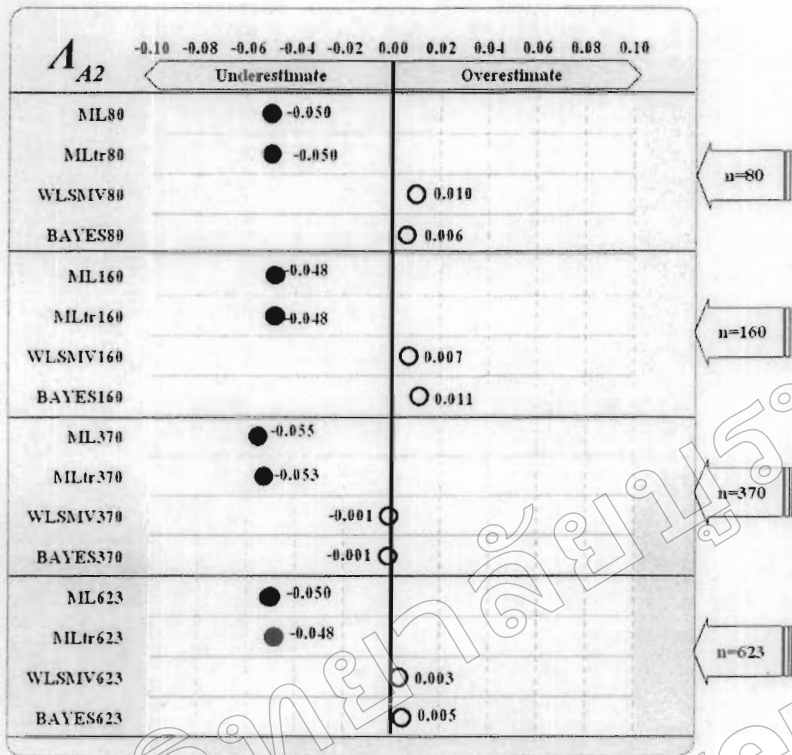 Λ A2
-0.10 -0.08 -0.06 -0.04 -0.02 0.00 0.02 0.04 0.06 0.08 0.10
Underestimate Overestimate
ML80 -0.050
MLtr80 -0.050
n=80
WLSMV80 0.010
BAYES80 0.006
ML160 -0.048
MLtr160 -0.048
n=160
WLSMV160 0.007
BAYES160 0.011
ML370 -0.055
MLtr370 -0.053
n=370
WLSMV370 -0.001
BAYES370 -0.001
ML623 -0.050
MLtr623 -0.048
n=623
WLSMV623 0.003
BAYES623 0.005